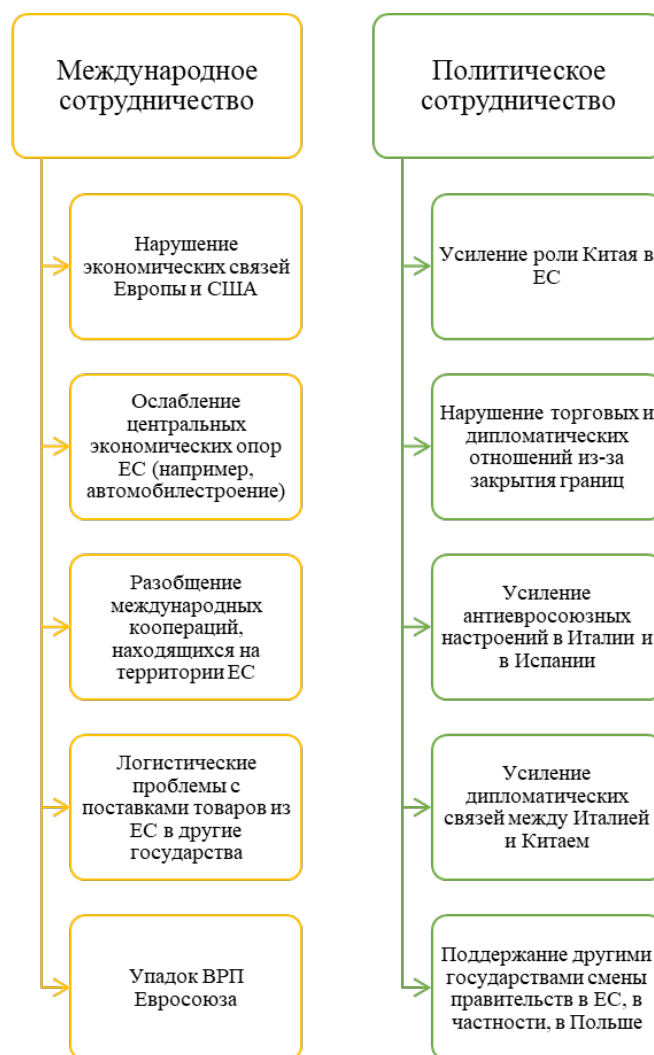 Международное
сотрудничество
Нарушение
экономических связей
Европы и США
Ослабление
центральных
экономических опор
ЕС (например,
автомобилестроение)
Разобщение
международных
коопераций,
находящихся на
территории ЕС
Логистические
проблемы с
поставками товаров из
ЕС в другие
государства
Упадок ВРП
Евросоюза
Политическое
сотрудничество
Усиление роли Китая в
ЕС
Нарушение торговых и
дипломатических
отношений из-за
закрытия границ
Усиление
антиевросоюзных
настроений в Италии и
в Испании
Усиление
дипломатических
связей между Италией
и Китаем
Поддержание другими
государствами смены
правительств в ЕС, в
частности, в Польше